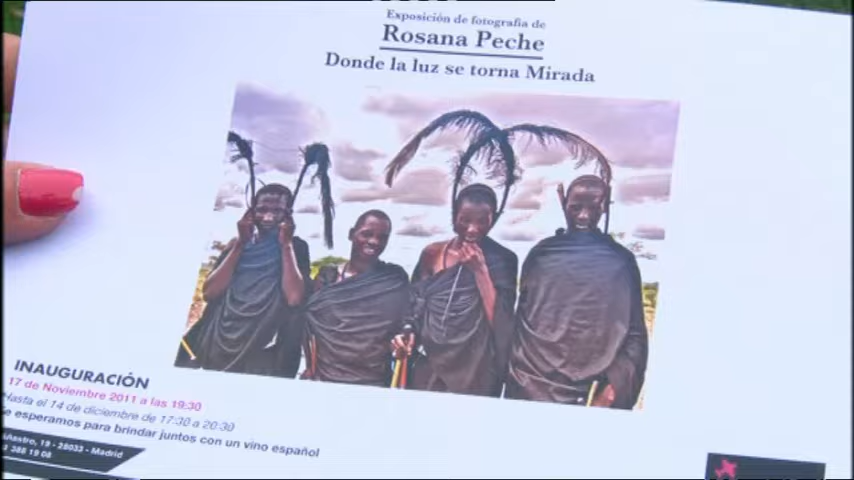 Exposición de fotografía de
Rosana Peche
Donde la luz se torna Mirada
INAUGURACIÓN
17 de Noviembre 2011 a las 19:30
Hasta el 14 de diciembre de 17:30 a 20:30
esperamos para brindar juntos con un vino español
19 - 28033 - Madrid
388 19 08